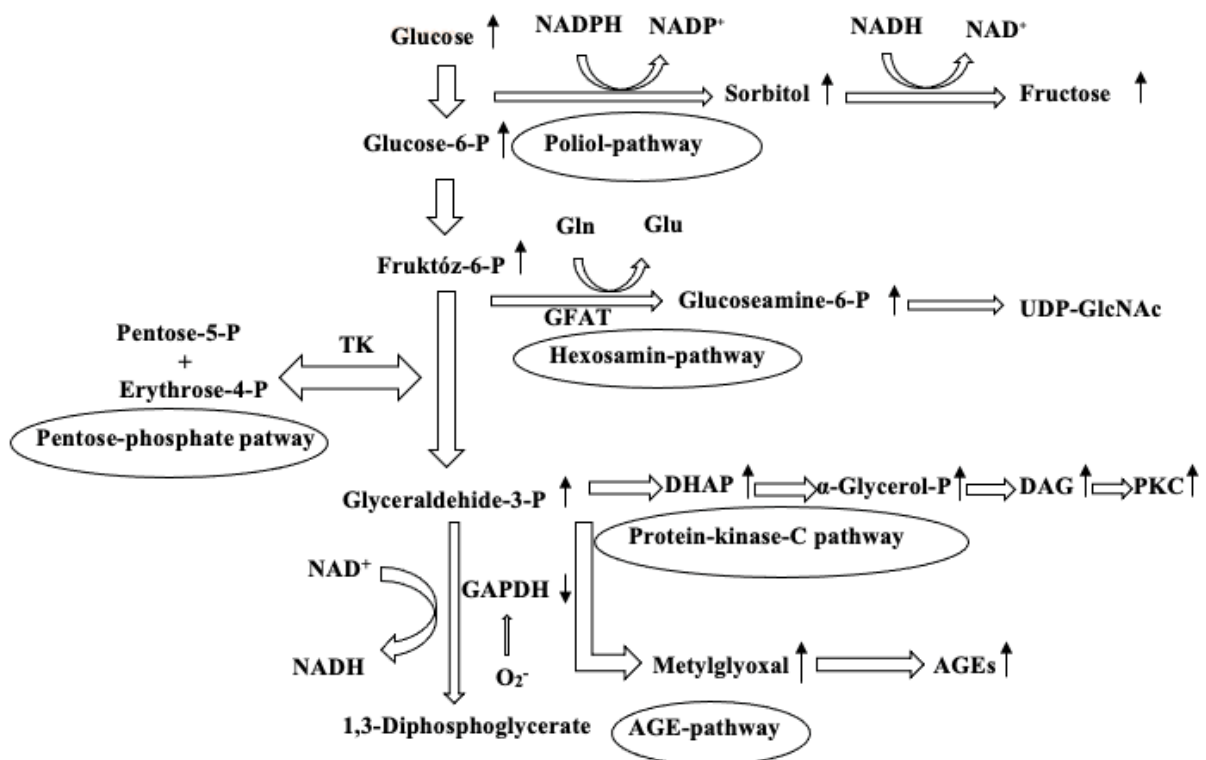 Glucose
NADPH NADP⁺
NADH NAD⁺
Sorbitol
Fructose
Glucose-6-P
Poliol-pathway
Gln Glu
Fruktóz-6-P
Glucoseamine-6-P
UDP-GlcNAc
GFAT
Hexosamin-pathway
Pentose-5-P
+
Erythrose-4-P
TK
Pentose-phosphate patway
Glyceraldehide-3-P
DHAP
α-Glycerol-P
DAG
PKC
Protein-kinase-C pathway
NAD⁺
NADH
GAPDH
O₂⁻
Metylglyoxal
AGEs
1,3-Diphosphoglycerate
AGE-pathway